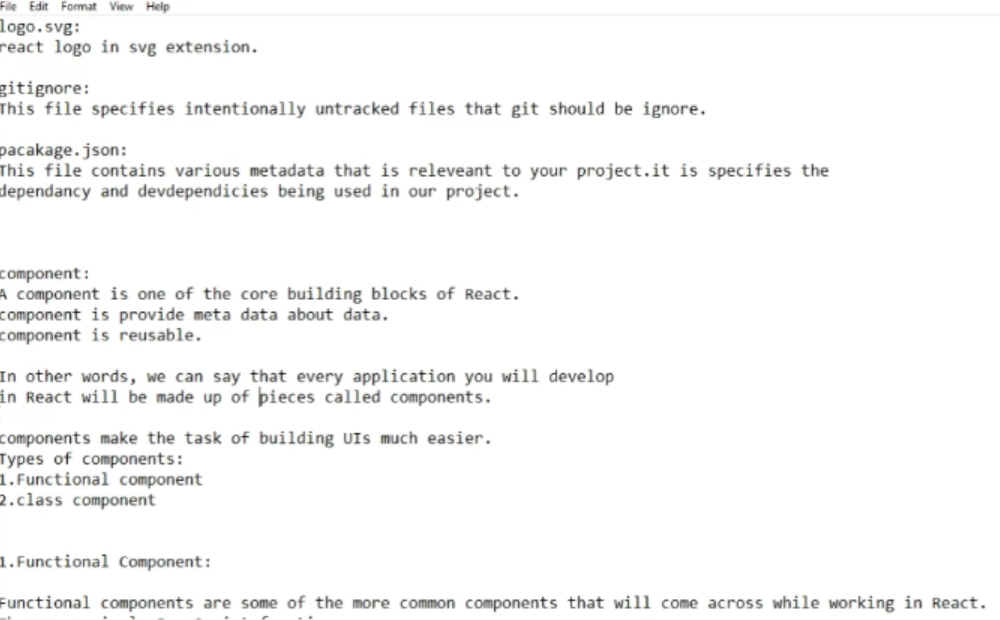 File Edit Format View Help
logo.svg:
react logo in svg extension.
gitignore:
This file specifies intentionally untracked files that git should be ignore.
pacakage.json:
This file contains various metadata that is releveant to your project.it is specifies the
dependancy and devdependicies being used in our project.
component:
A component is one of the core building blocks of React.
component is provide meta data about data.
component is reusable.
In other words, we can say that every application you will develop
in React will be made up of pieces called components.
components make the task of building UIs much easier.
Types of components:
1.Functional component
2.class component
1.Functional Component:
Functional components are some of the more common components that will come across while working in React.